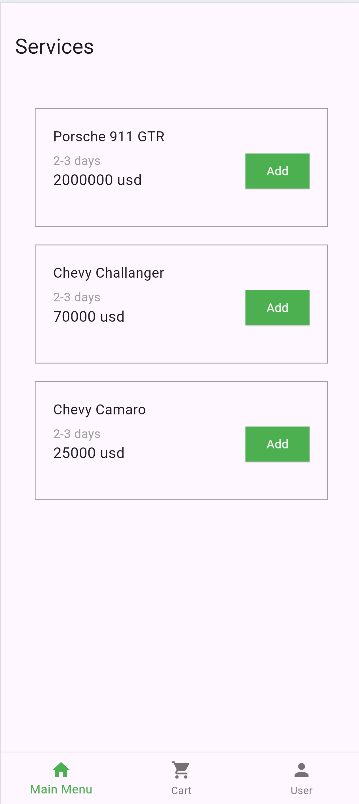 Services
Porsche 911 GTR
2-3 days
2000000 usd
Add
Chevy Challanger
2-3 days
70000 usd
Add
Chevy Camaro
2-3 days
25000 usd
Add
Main Menu
Cart
User